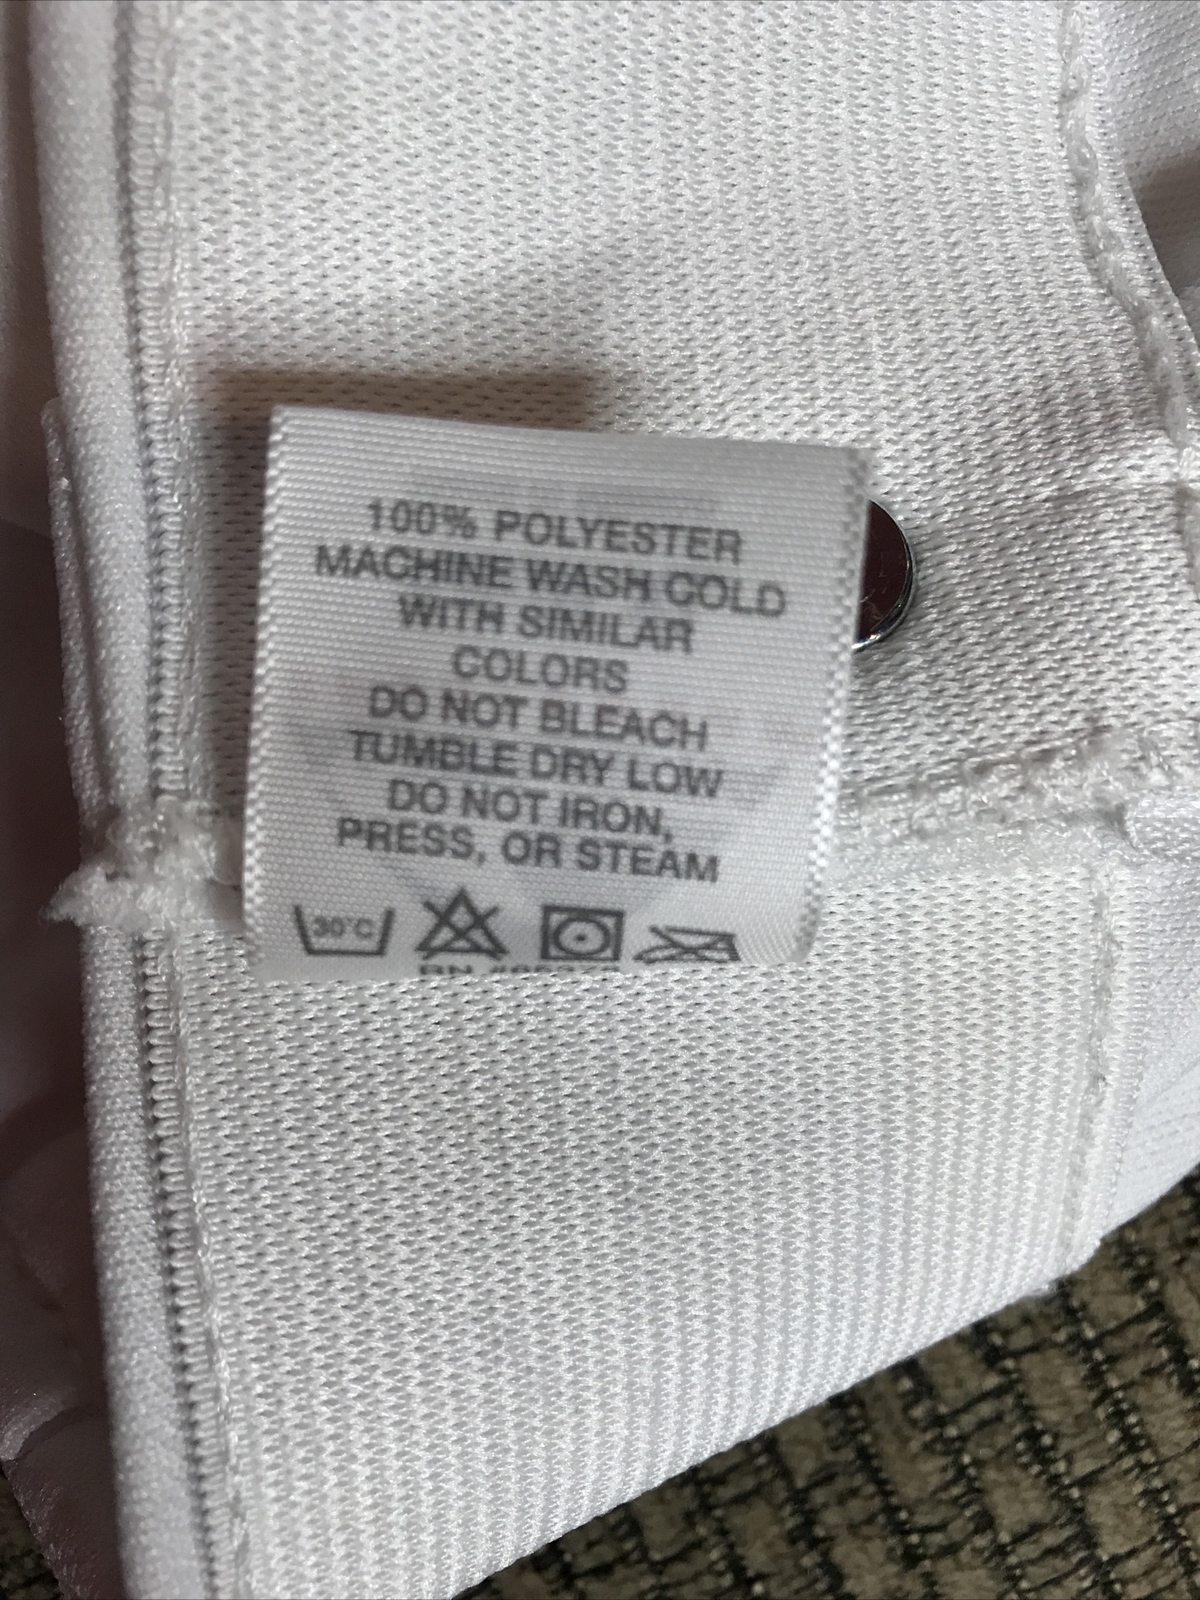 100% POLYESTER
MACHINE WASH COLD
WITH SIMILAR
COLORS
DO NOT BLEACH
TUMBLE DRY LOW
DO NOT IRON,
PRESS, OR STEAM
30°C